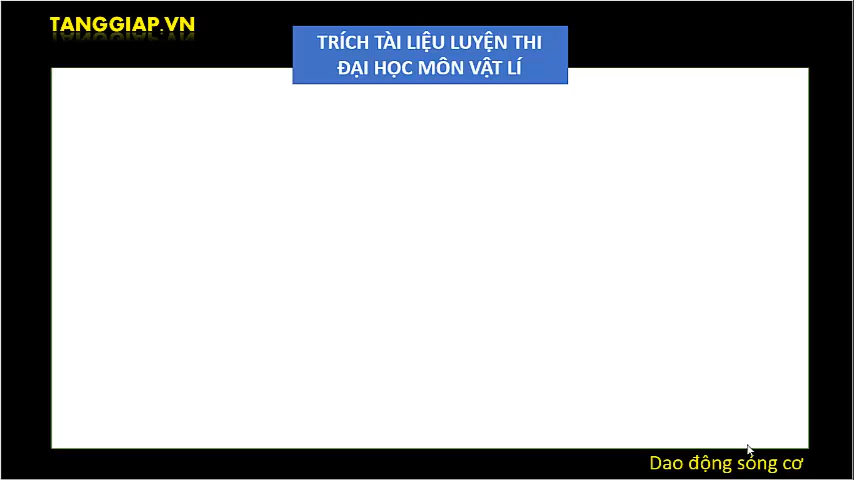 TANGGIAP.VN
TRÍCH TÀI LIỆU LUYỆN THI
ĐẠI HỌC MÔN VẬT LÍ
Dao động sóng cơ